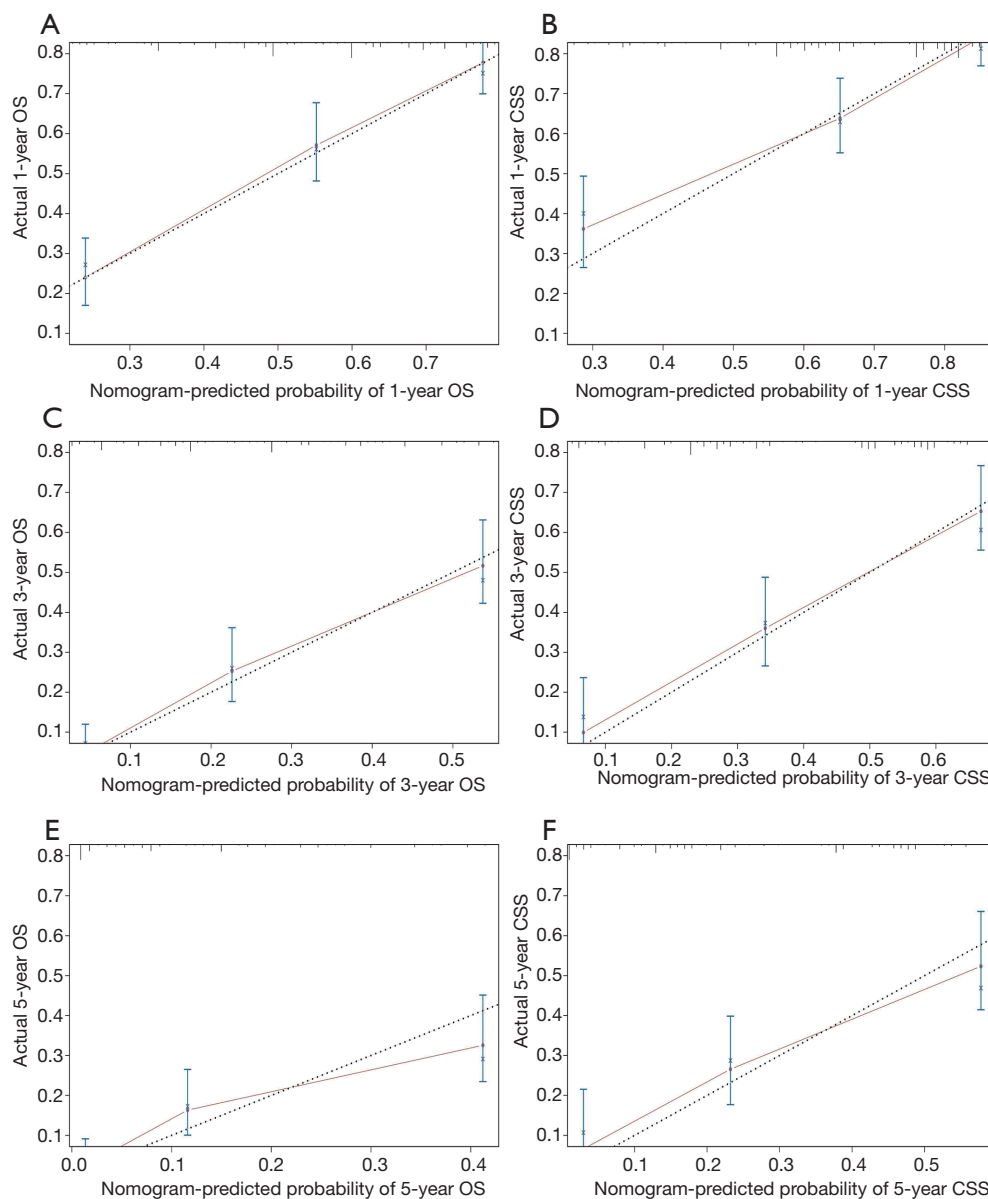 A
Actual 1-year OS
0.8
0.7
0.6
0.5
0.4
0.3
0.2
0.1
0.3 0.4 0.5 0.6 0.7
Nomogram-predicted probability of 1-year OS
B
Actual 1-year CSS
0.8
0.7
0.6
0.5
0.4
0.3
0.2
0.1
0.3 0.4 0.5 0.6 0.7 0.8
Nomogram-predicted probability of 1-year CSS
C
Actual 3-year OS
0.8
0.7
0.6
0.5
0.4
0.3
0.2
0.1
0.1 0.2 0.3 0.4 0.5
Nomogram-predicted probability of 3-year OS
D
Actual 3-year CSS
0.8
0.7
0.6
0.5
0.4
0.3
0.2
0.1
0.1 0.2 0.3 0.4 0.5 0.6
Nomogram-predicted probability of 3-year CSS
E
Actual 5-year OS
0.8
0.7
0.6
0.5
0.4
0.3
0.2
0.1
0.0 0.1 0.2 0.3 0.4
Nomogram-predicted probability of 5-year OS
F
Actual 5-year CSS
0.8
0.7
0.6
0.5
0.4
0.3
0.2
0.1
0.1 0.2 0.3 0.4 0.5
Nomogram-predicted probability of 5-year CSS